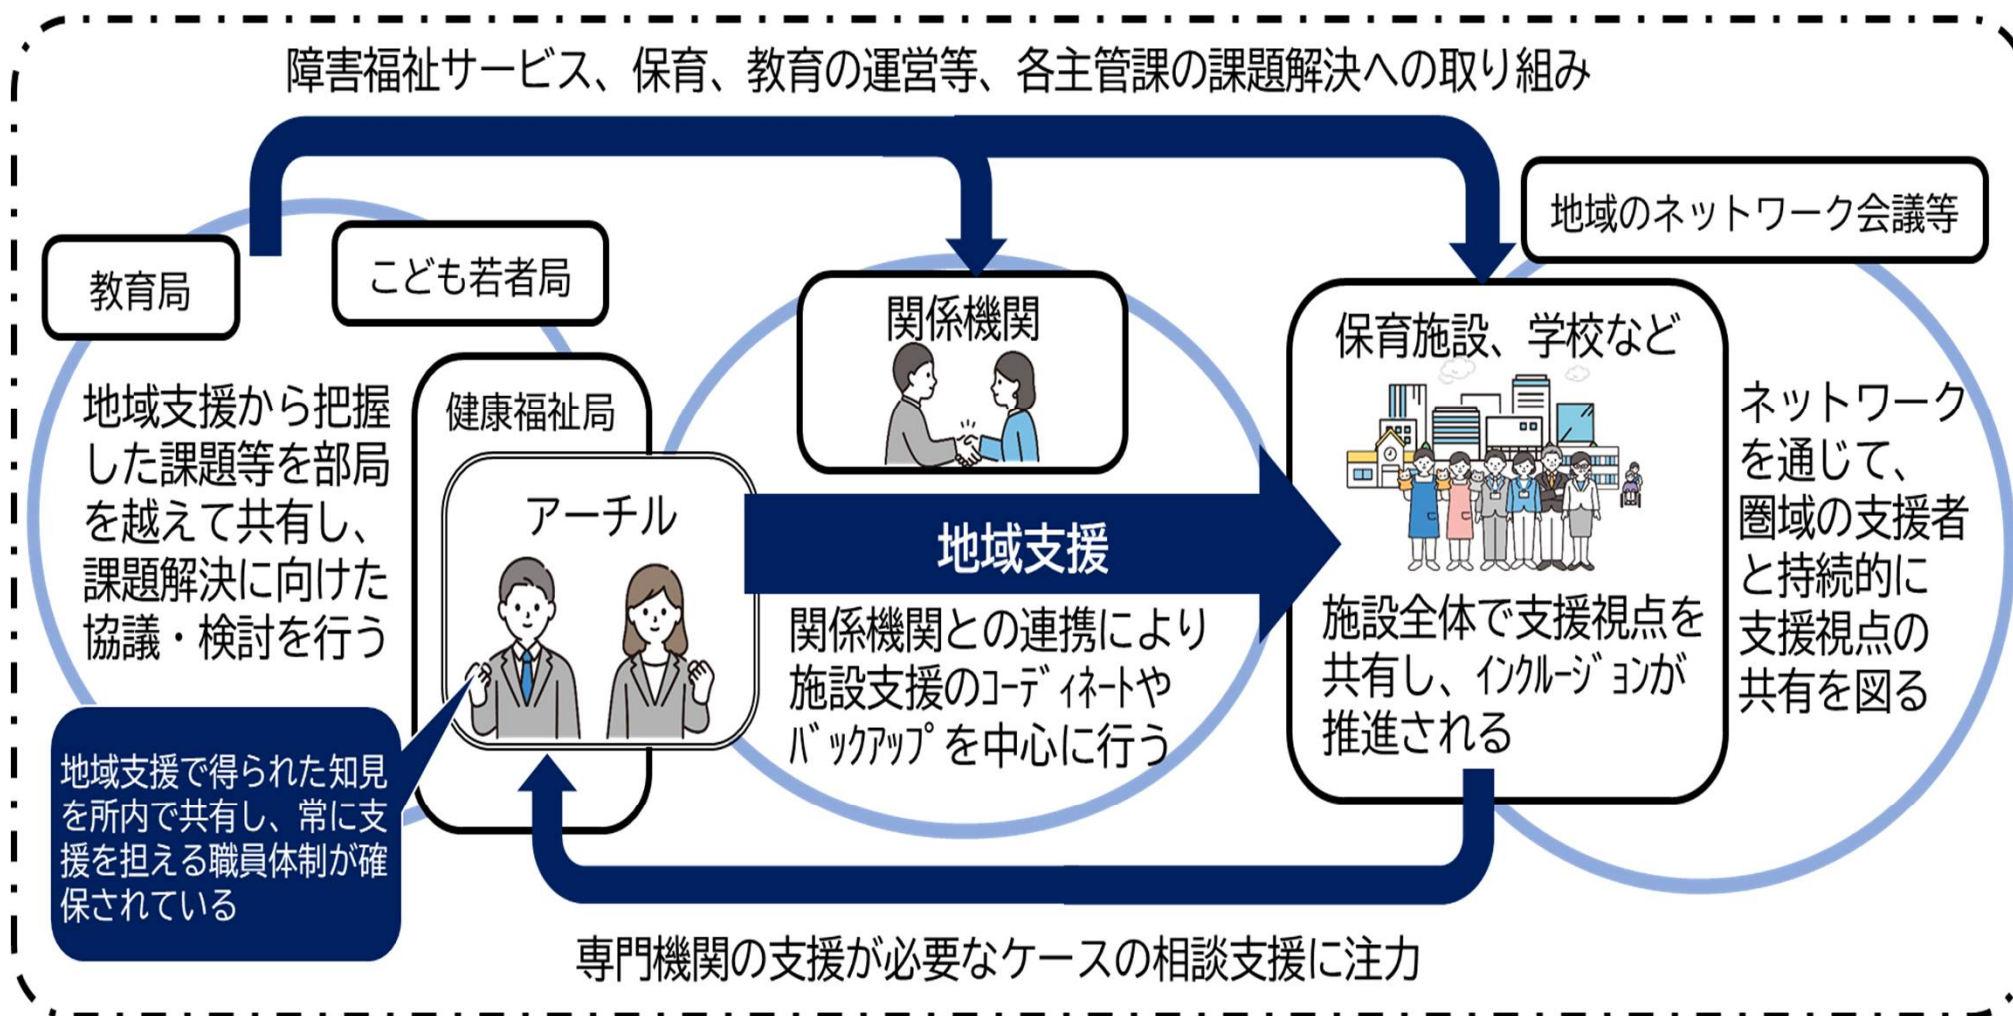 障害福祉サービス、保育、教育の運営等、各主管課の課題解決への取り組み
教育局
こども若者局
地域支援から把握
した課題等を部局
を越えて共有し、
課題解決に向けた
協議・検討を行う
健康福祉局
アーチル
地域支援で得られた知見
を所内で共有し、常に支
援を担える職員体制が確
保されている
関係機関
地域支援
関係機関との連携により
施設支援のｺｰﾃﾞｨﾈｰﾄや
ﾊﾞｯｸｱｯﾌﾟを中心に行う
保育施設、学校など
施設全体で支援視点を
共有し、ｲﾝｸﾙｰｼﾞｮﾝが
推進される
地域のネットワーク会議等
ネットワーク
を通じて、
圏域の支援者
と持続的に
支援視点の
共有を図る
専門機関の支援が必要なケースの相談支援に注力